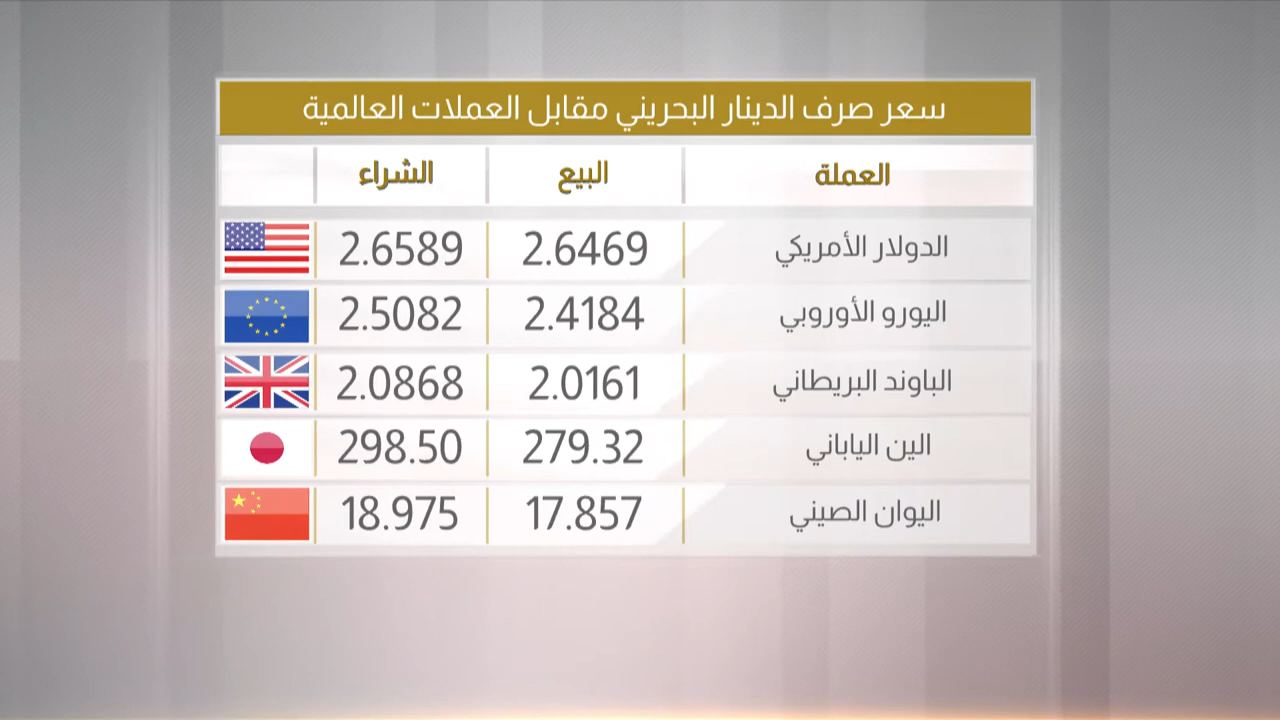 سعر صرف الدينار البحريني مقابل العملات العالمية
العملة البيع الشراء
الدولار الأمريكي 2.6469 2.6589
اليورو الأوروبي 2.4184 2.5082
الباوند البريطاني 2.0161 2.0868
الين الياباني 279.32 298.50
اليوان الصيني 17.857 18.975